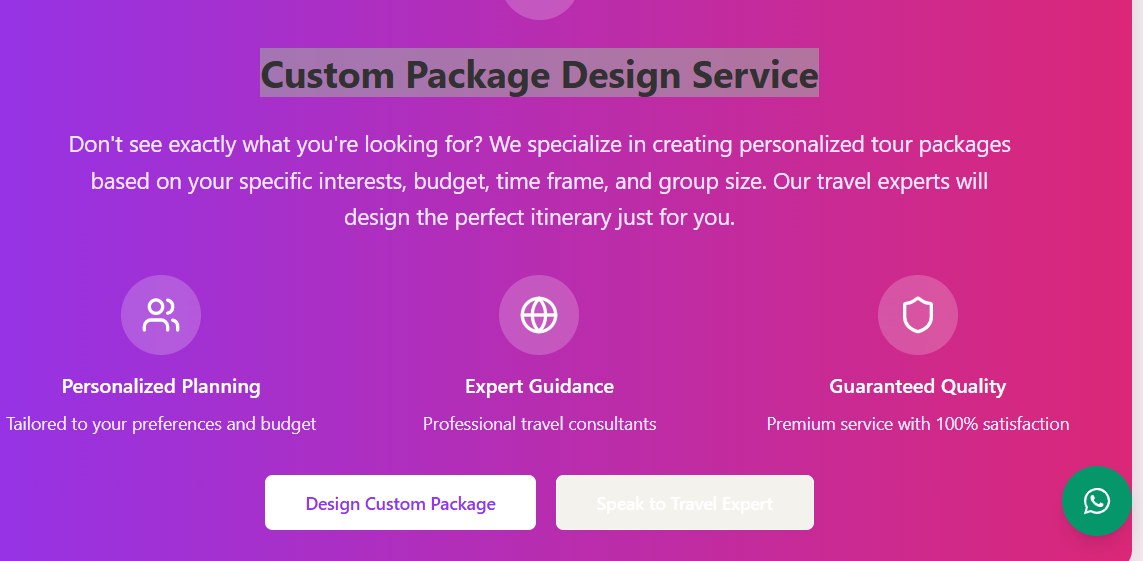 Custom Package Design Service
Don't see exactly what you're looking for? We specialize in creating personalized tour packages
based on your specific interests, budget, time frame, and group size. Our travel experts will
design the perfect itinerary just for you.
Personalized Planning
Tailored to your preferences and budget
Expert Guidance
Professional travel consultants
Guaranteed Quality
Premium service with 100% satisfaction
Design Custom Package
Speak to Travel Expert